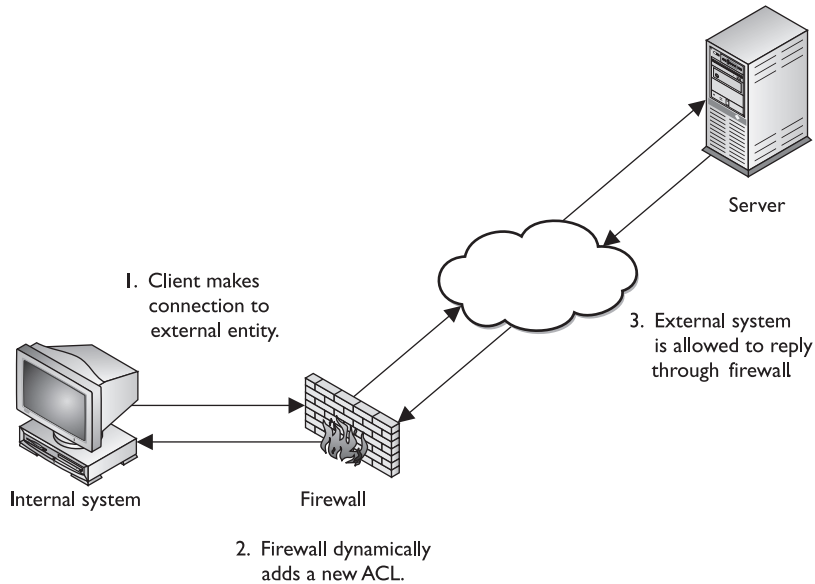 Server
1. Client makes
connection to
external entity.
3. External system
is allowed to reply
through firewall
Internal system
Firewall
2. Firewall dynamically
adds a new ACL.